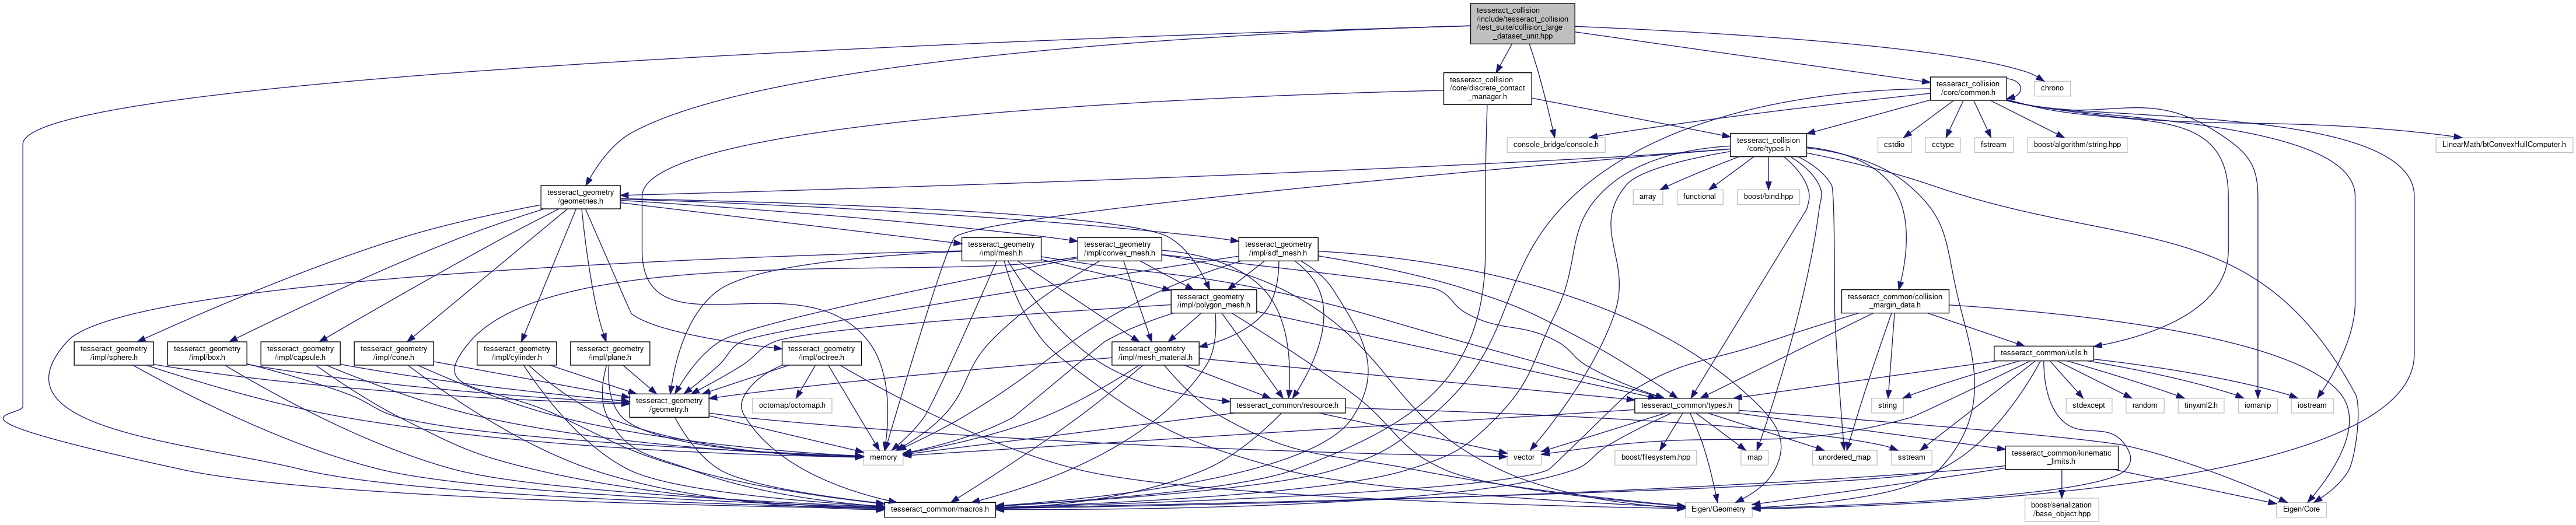 tesseract_collision
/include/tesseract_collision
/test_suite/collision_large
_dataset_unit.hpp
tesseract_collision
/core/discrete_contact
_manager.h
tesseract_collision
/core/common.h
chrono
console_bridge/console.h
tesseract_collision
/core/types.h
cstdio
cctype
fstream
boost/algorithm/string.hpp
LinearMath/btConvexHullComputer.h
tesseract_geometry
/geometries.h
array
functional
boost/bind.hpp
tesseract_geometry
/impl/mesh.h
tesseract_geometry
/impl/convex_mesh.h
tesseract_geometry
/impl/sdf_mesh.h
tesseract_geometry
/impl/polygon_mesh.h
tesseract_common/collision
_margin_data.h
tesseract_geometry
/impl/sphere.h
tesseract_geometry
/impl/box.h
tesseract_geometry
/impl/capsule.h
tesseract_geometry
/impl/cone.h
tesseract_geometry
/impl/cylinder.h
tesseract_geometry
/impl/plane.h
tesseract_geometry
/impl/octree.h
tesseract_geometry
/impl/mesh_material.h
tesseract_common/utils.h
tesseract_geometry
/geometry.h
octomap/octomap.h
tesseract_common/resource.h
tesseract_common/types.h
string
stdexcept
random
tinyxml2.h
iomanip
iostream
memory
vector
boost/filesystem.hpp
map
unordered_map
sstream
tesseract_common/kinematic
_limits.h
tesseract_common/macros.h
Eigen/Geometry
boost/serialization
/base_object.hpp
Eigen/Core